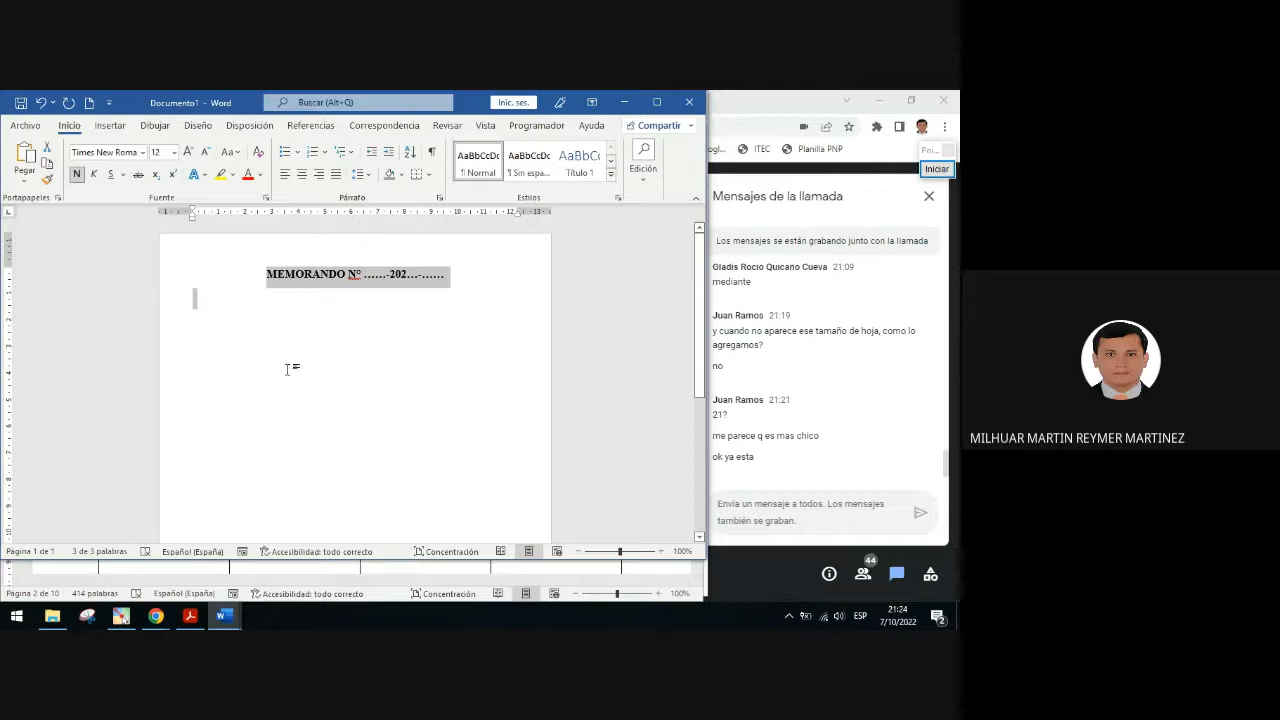 Documento1 - Word
Buscar (Alt+Q)
Inic. ses.
Archivo Inicio Insertar Dibujar Diseño Disposición Referencias Correspondencia Revisar Vista Programador Ayuda Compartir
Pegar
Times New Roma 12
AaBbCcDc AaBbCcDc AaBbC
¶ Normal ¶ Sin espa... Título 1
Edición
Portapapeles Fuente Párrafo Estilos
MEMORANDO N° ……-202…-……
Página 1 de 1 3 de 3 palabras Español (España) Accesibilidad: todo correcto Concentración 100%
Página 2 de 10 414 palabras Español (España) Accesibilidad: todo correcto Concentración 100%
ITEC Planilla PNP
Iniciar
Mensajes de la llamada
Los mensajes se están grabando junto con la llamada
Gladis Rocio Quicano Cueva 21:09
mediante
Juan Ramos 21:19
y cuando no aparece ese tamaño de hoja, como lo
agregamos?
no
Juan Ramos 21:21
21?
me parece q es mas chico
ok ya esta
Envía un mensaje a todos. Los mensajes
también se graban.
44
ESP
21:24
7/10/2022
2
MILHUAR MARTIN REYMER MARTINEZ